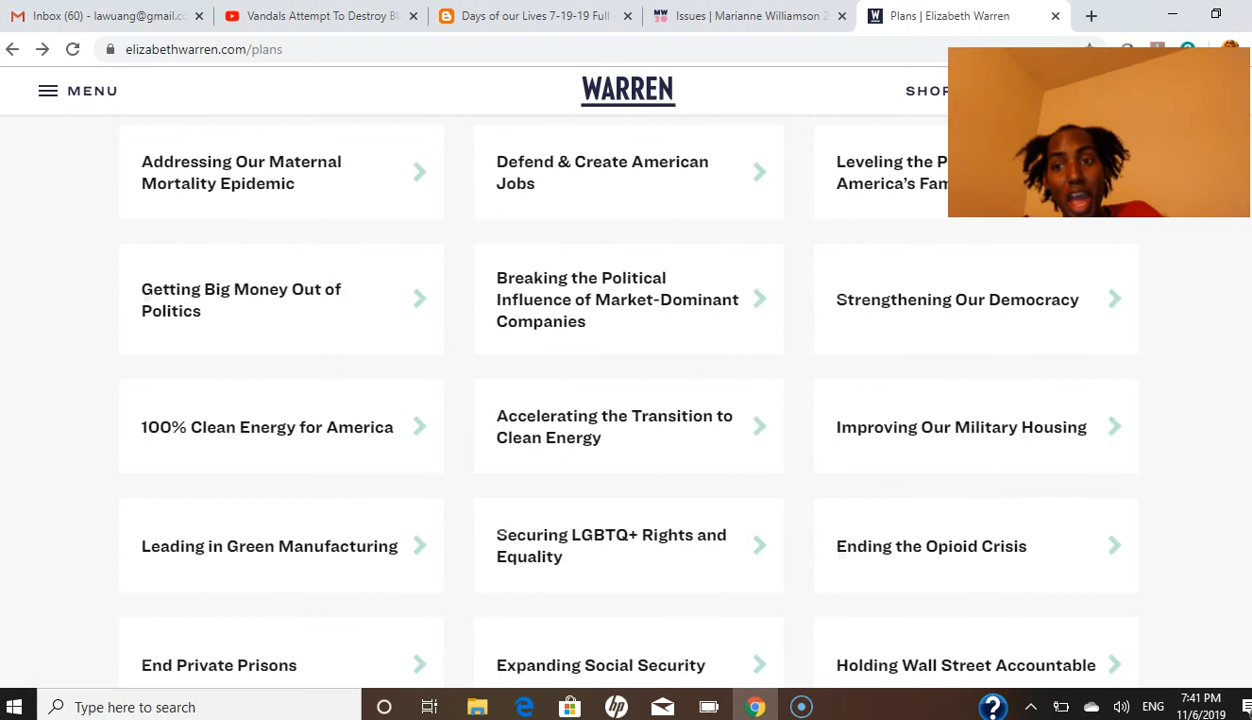 Inbox (60) - lawuang@gmail.c
Vandals Attempt To Destroy Bl
Days of our Lives 7-19-19 Full
Issues | Marianne Williamson 2
Plans | Elizabeth Warren
elizabethwarren.com/plans
MENU
WARREN
SHOP
Addressing Our Maternal
Mortality Epidemic
Defend & Create American
Jobs
Leveling the P
America's Fam
Getting Big Money Out of
Politics
Breaking the Political
Influence of Market-Dominant
Companies
Strengthening Our Democracy
100% Clean Energy for America
Accelerating the Transition to
Clean Energy
Improving Our Military Housing
Leading in Green Manufacturing
Securing LGBTQ+ Rights and
Equality
Ending the Opioid Crisis
End Private Prisons
Expanding Social Security
Holding Wall Street Accountable
Type here to search
hp
ENG
7:41 PM
11/6/2019